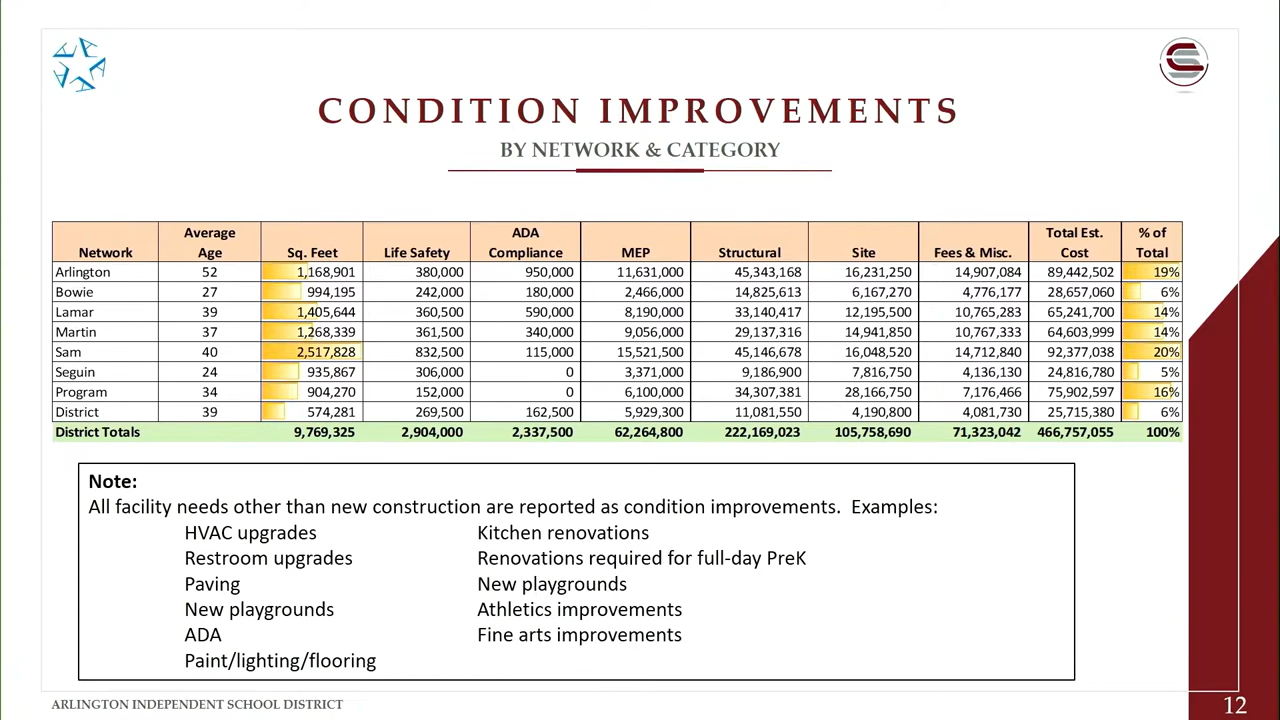 CONDITION IMPROVEMENTS
BY NETWORK & CATEGORY
Network Average Age Sq. Feet Life Safety ADA Compliance MEP Structural Site Fees & Misc. Total Est. Cost % of Total
Arlington 52 1,168,901 380,000 950,000 11,631,000 45,343,168 16,231,250 14,907,084 89,442,502 19%
Bowie 27 994,195 242,000 180,000 2,466,000 14,825,613 6,167,270 4,776,177 28,657,060 6%
Lamar 39 1,405,644 360,500 590,000 8,190,000 33,140,417 12,195,500 10,765,283 65,241,700 14%
Martin 37 1,268,339 361,500 340,000 9,056,000 29,137,316 14,941,850 10,767,333 64,603,999 14%
Sam 40 2,517,828 832,500 115,000 15,521,500 45,146,678 16,048,520 14,712,840 92,377,038 20%
Seguin 24 935,867 306,000 0 3,371,000 9,186,900 7,816,750 4,136,130 24,816,780 5%
Program 34 904,270 152,000 0 6,100,000 34,307,381 28,166,750 7,176,466 75,902,597 16%
District 39 574,281 269,500 162,500 5,929,300 11,081,550 4,190,800 4,081,730 25,715,380 6%
District Totals 9,769,325 2,904,000 2,337,500 62,264,800 222,169,023 105,758,690 71,323,042 466,757,055 100%
Note:
All facility needs other than new construction are reported as condition improvements. Examples:
HVAC upgrades Kitchen renovations
Restroom upgrades Renovations required for full-day PreK
Paving New playgrounds
New playgrounds Athletics improvements
ADA Fine arts improvements
Paint/lighting/flooring
ARLINGTON INDEPENDENT SCHOOL DISTRICT
12